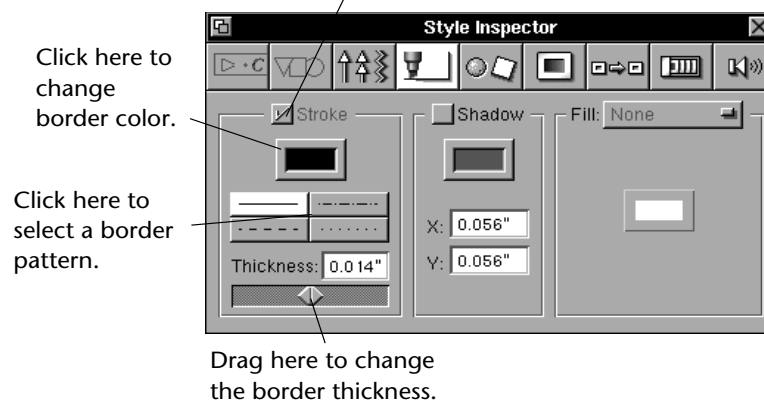 Style Inspector
Click here to
change
border color.
Stroke
Shadow
Fill: None
Click here to
select a border
pattern.
X: 0.056"
Y: 0.056"
Thickness: 0.014"
Drag here to change
the border thickness.